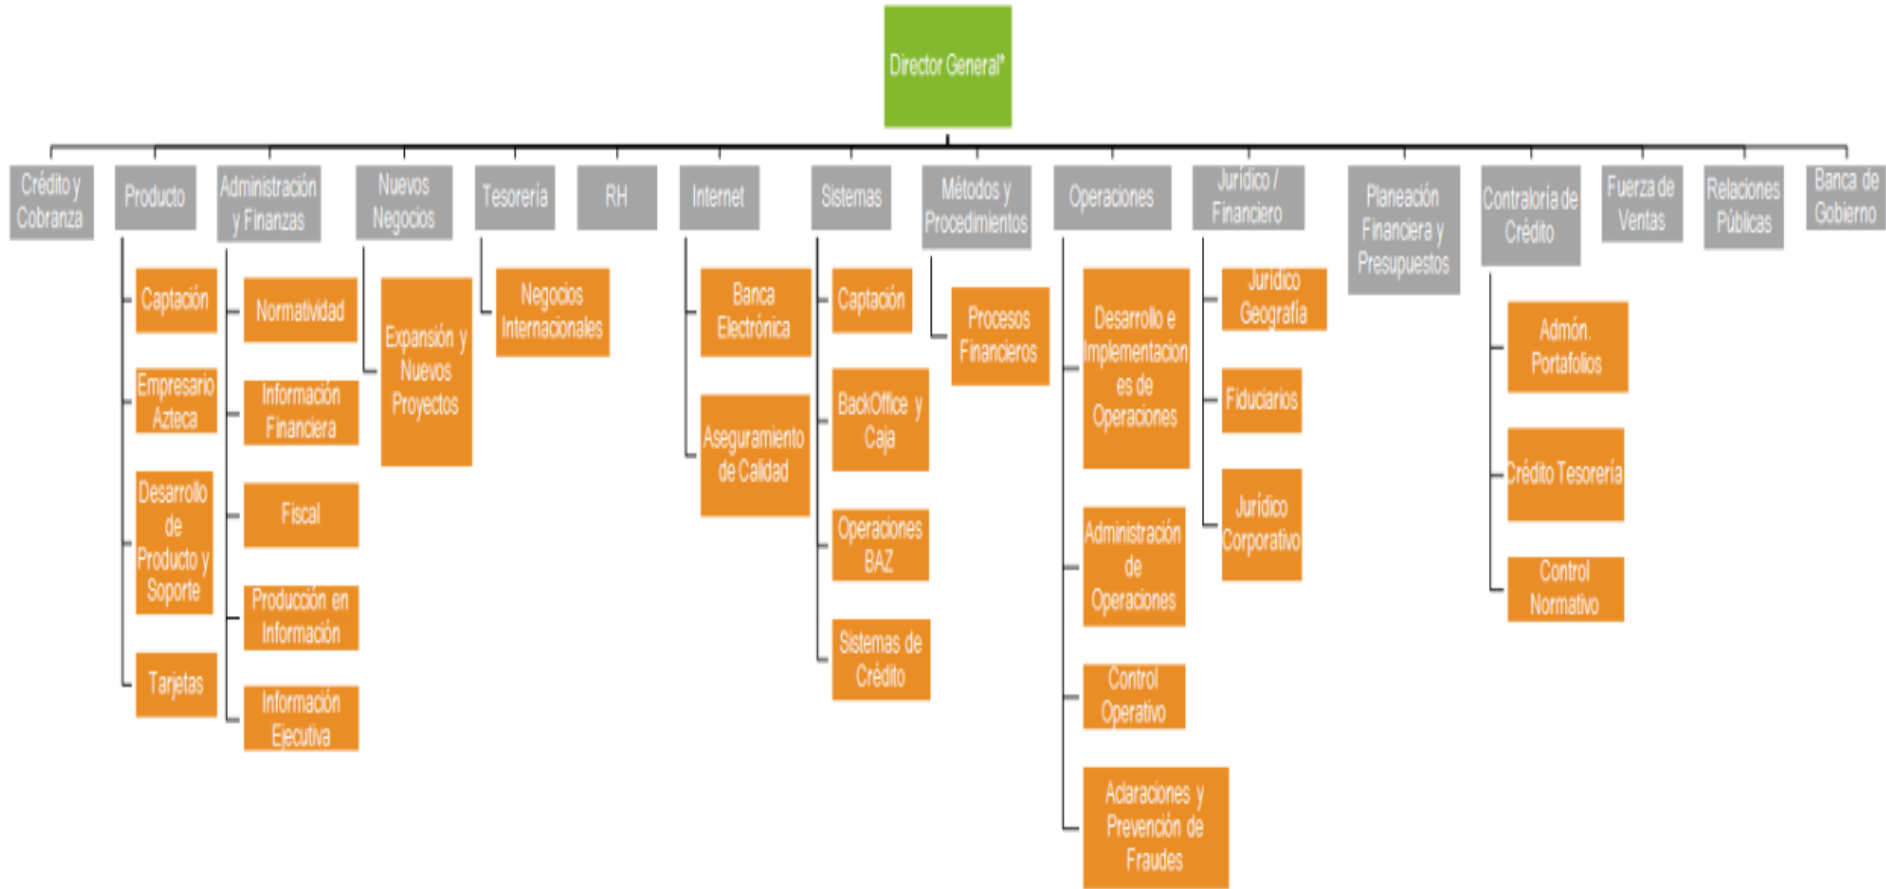 Director General*
Crédito y
Cobranza
Producto
Administración
y Finanzas
Nuevos
Negocios
Tesorería
RH
Internet
Sistemas
Métodos y
Procedimientos
Operaciones
Jurídico /
Financiero
Planeación
Financiera y
Presupuestos
Contraloría de
Crédito
Fuerza de
Ventas
Relaciones
Públicas
Banca de
Gobierno
Captación
Empresario
Azteca
Desarrollo
de
Producto y
Soporte
Tarjetas
Normatividad
Información
Financiera
Fiscal
Producción en
Información
Información
Ejecutiva
Expansión y
Nuevos
Proyectos
Negocios
Internacionales
Banca
Electrónica
Aseguramiento
de Calidad
Captación
BackOffice y
Caja
Operaciones
BAZ
Sistemas de
Crédito
Procesos
Financieros
Desarrollo e
Implementacion
es de
Operaciones
Administración
de
Operaciones
Control
Operativo
Aclaraciones y
Prevención de
Fraudes
Jurídico
Geografía
Fiduciarios
Jurídico
Corporativo
Admón.
Portafolios
Crédito Tesorería
Control
Normativo